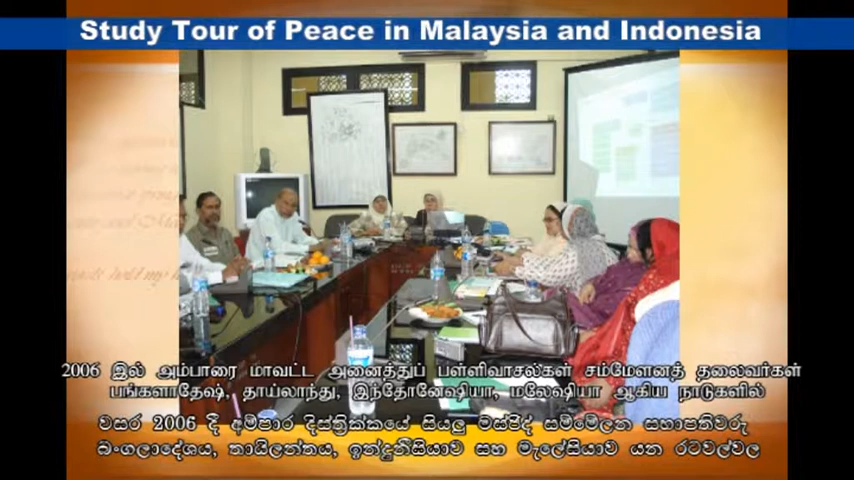 Study Tour of Peace in Malaysia and Indonesia
2006 இல் அம்பாரை மாவட்ட அனைத்துப் பள்ளிவாசல்கள் சம்மேளனத் தலைவர்கள்
பங்களாதேஷ், தாய்லாந்து, இந்தோனேஷியா, மலேஷியா ஆகிய நாடுகளில்
වසර 2006 දී අම්පාර දිස්ත්‍රික්කයේ සියලු මස්ජිද් සම්මේලන සභාපතිවරු
බංගලාදේශය, තායිලන්තය, ඉන්දුනීසියාව සහ මැලේසියාව යන රටවල්වල